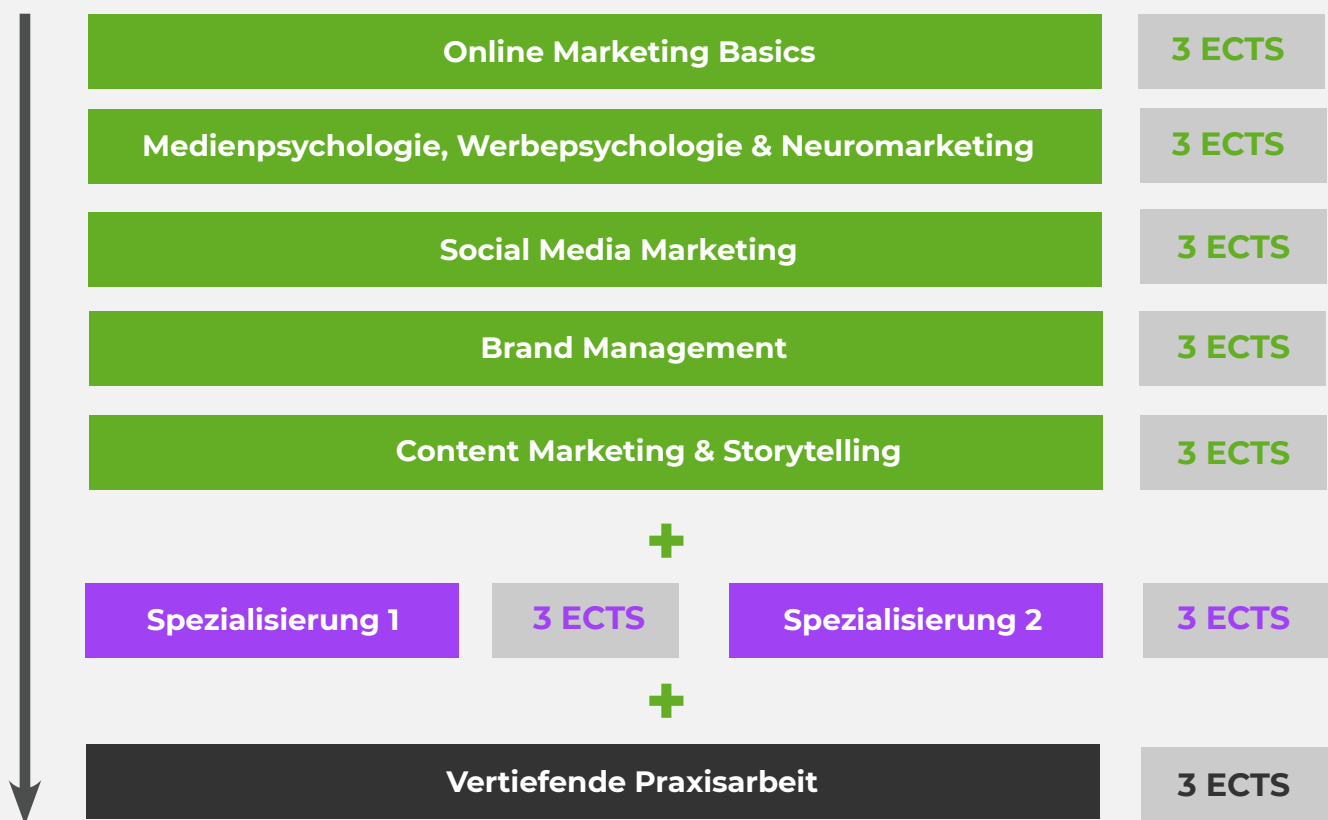 Online Marketing Basics 3 ECTS
Medienpsychologie, Werbepsychologie & Neuromarketing 3 ECTS
Social Media Marketing 3 ECTS
Brand Management 3 ECTS
Content Marketing & Storytelling 3 ECTS
+
Spezialisierung 1 3 ECTS Spezialisierung 2 3 ECTS
+
Vertiefende Praxisarbeit 3 ECTS